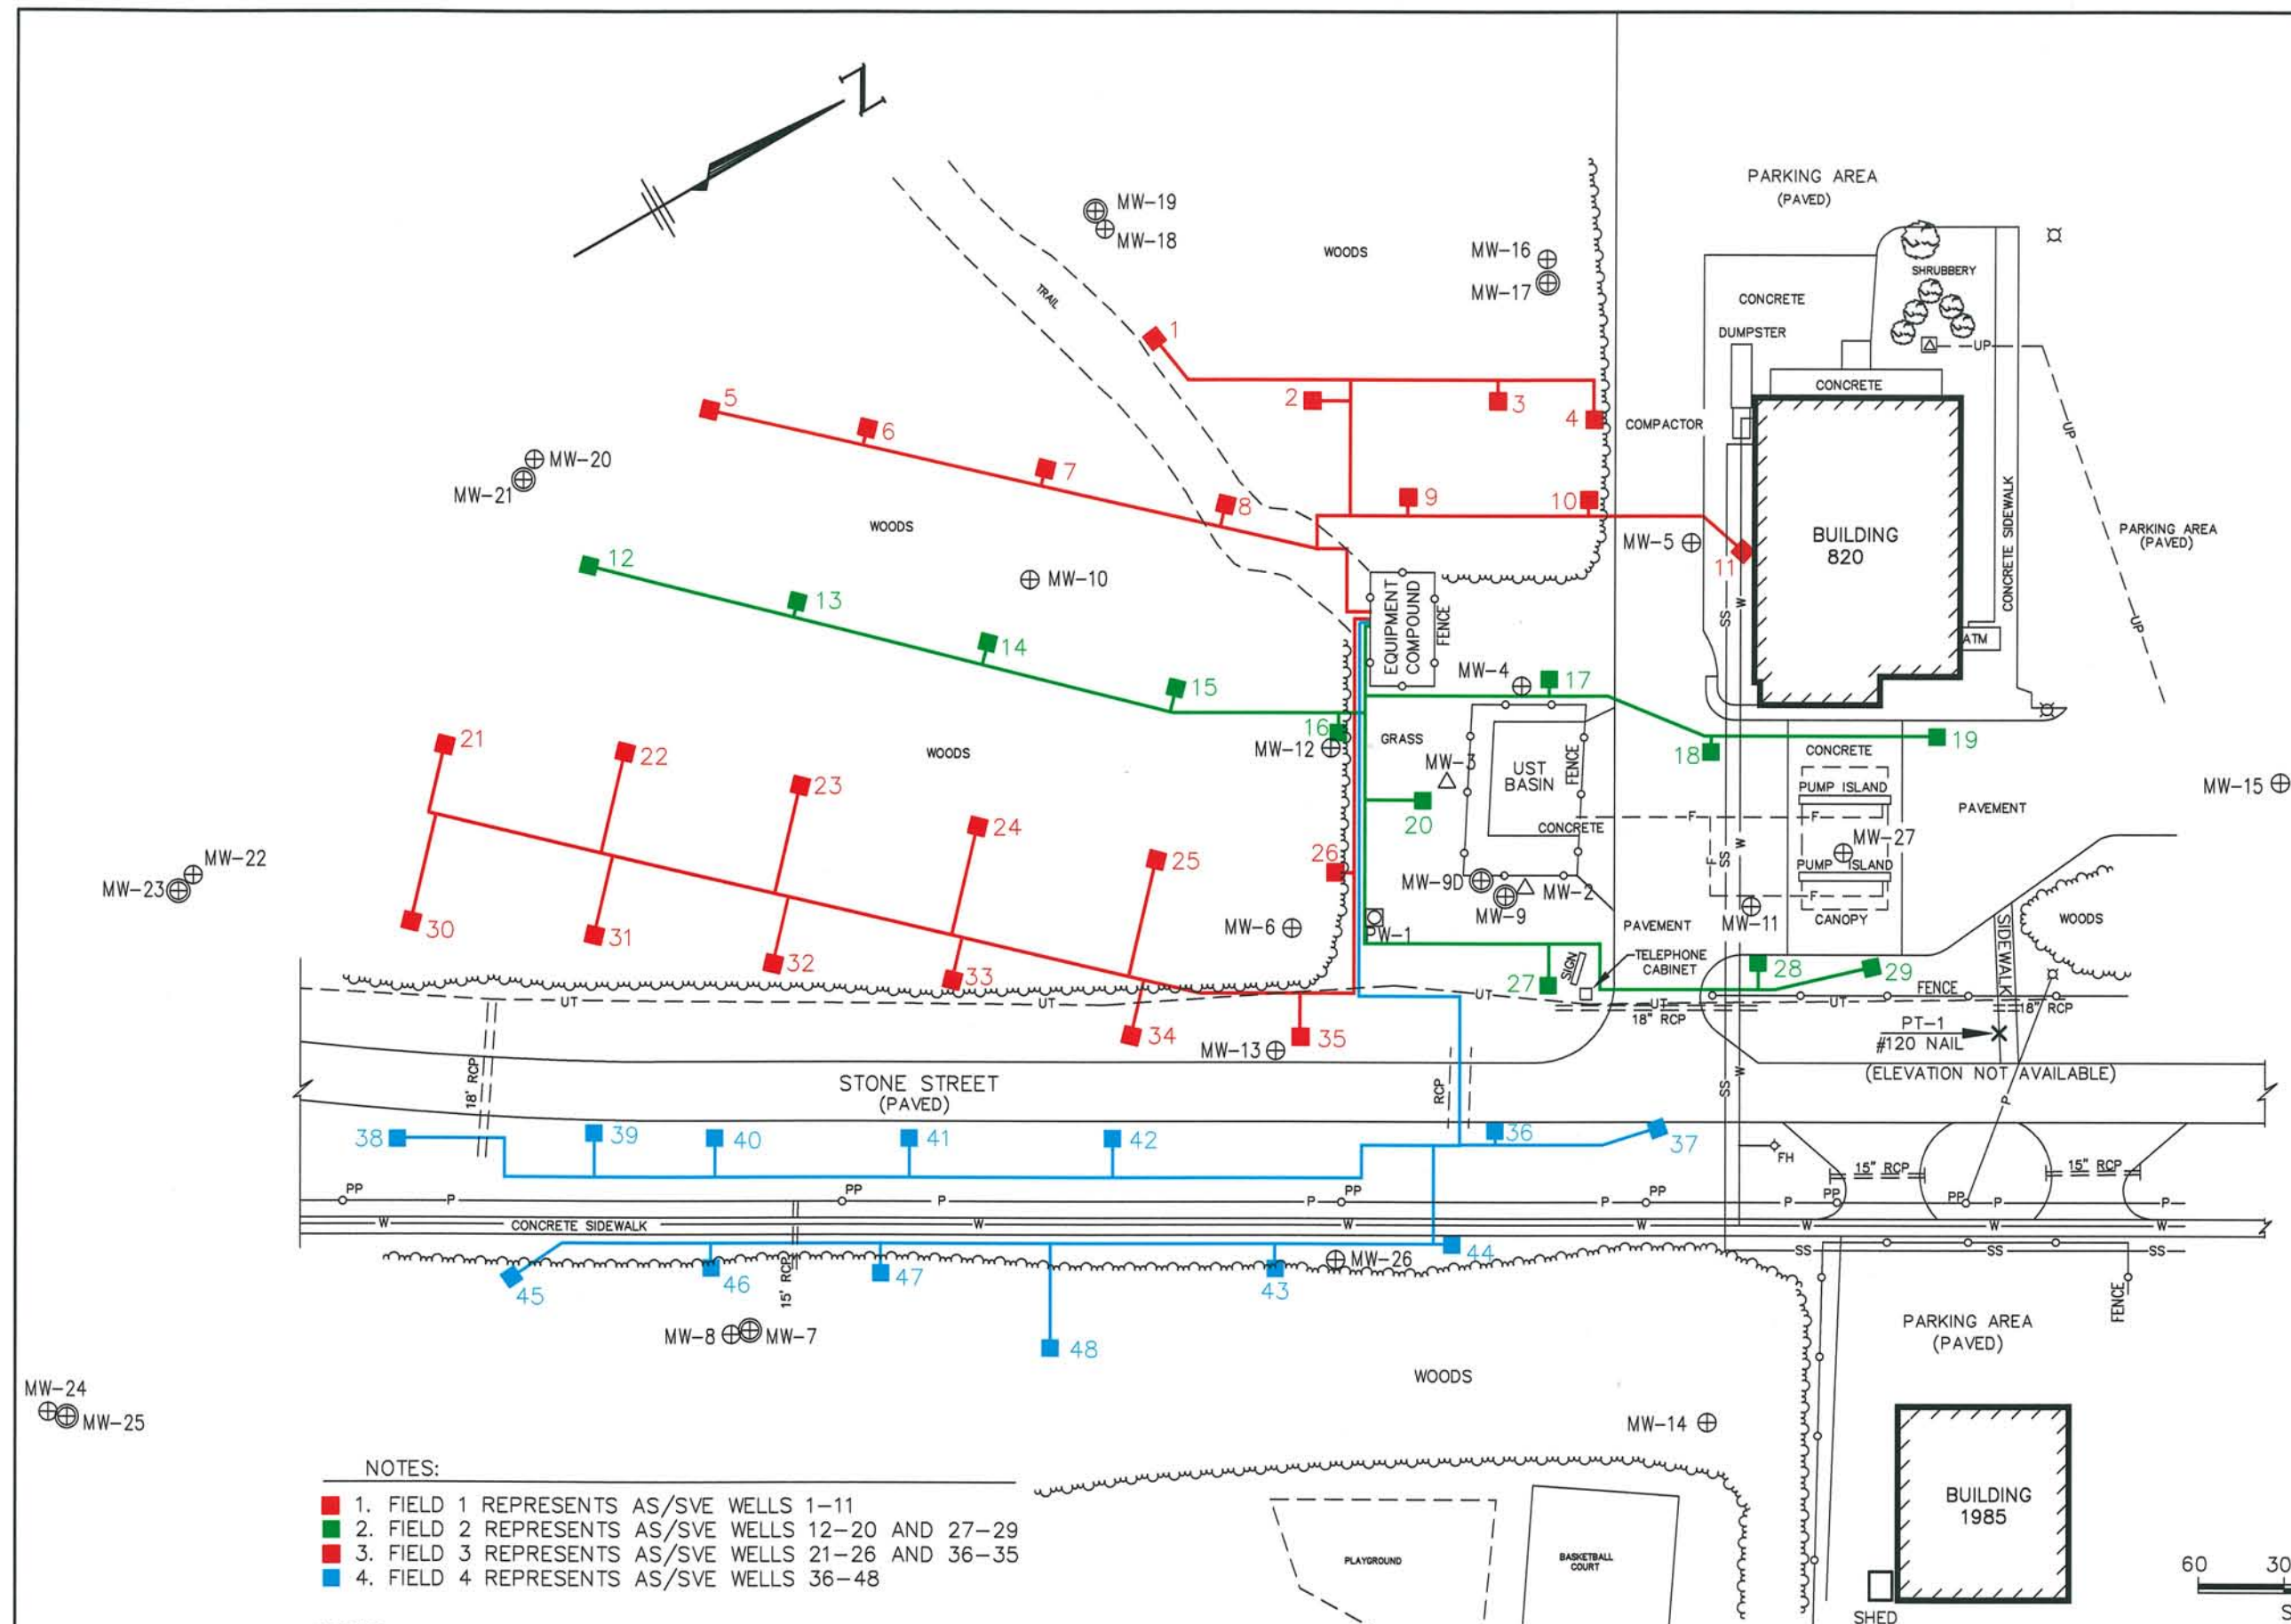 N
PARKING AREA
(PAVED)
MW-19
MW-18
WOODS
MW-16
MW-17
SHRUBBERY
CONCRETE
TRAIL
DUMPSTER
UP
1
CONCRETE
2
3
4
COMPACTOR
UP
5
6
7
8
9
10
MW-20
MW-21
WOODS
MW-5
11
BUILDING
820
CONCRETE SIDEWALK
PARKING AREA
(PAVED)
12
13
MW-10
EQUIPMENT
COMPOUND
FENCE
SS
W
UP
ATM
14
15
MW-4
17
16
MW-12
GRASS
21
22
WOODS
MW-3
UST
BASIN
FENCE
18
CONCRETE
19
23
PUMP ISLAND
MW-15
20
CONCRETE
PAVEMENT
24
F
F
MW-27
25
26
F
SS
W
PUMP ISLAND
MW-22
MW-23
MW-9D
MW-2
MW-9
F
CANOPY
30
31
MW-6
PW-1
PAVEMENT
MW-11
SIDEWALK
WOODS
32
33
27
SIGN
TELEPHONE
CABINET
28
29
FENCE
UT
UT
UT
UT
UT
18" RCP
18" RCP
34
35
MW-13
PT-1
#120 NAIL
18' RCP
STONE STREET
(PAVED)
RCP
SS
W
(ELEVATION NOT AVAILABLE)
P
38
39
40
41
42
36
37
FH
15" RCP
15" RCP
PP
P
PP
P
P
PP
P
PP
P
PP
PP
P
P
W
CONCRETE SIDEWALK
W
W
W
W
W
W
SS
SS
SS
45
46
15' RCP
47
43
MW-26
44
FENCE
MW-8
MW-7
48
PARKING AREA
(PAVED)
WOODS
MW-24
MW-25
MW-14
NOTES:
1. FIELD 1 REPRESENTS AS/SVE WELLS 1-11
2. FIELD 2 REPRESENTS AS/SVE WELLS 12-20 AND 27-29
3. FIELD 3 REPRESENTS AS/SVE WELLS 21-26 AND 36-35
4. FIELD 4 REPRESENTS AS/SVE WELLS 36-48
PLAYGROUND
BASKETBALL
COURT
BUILDING
1985
SHED
60
30